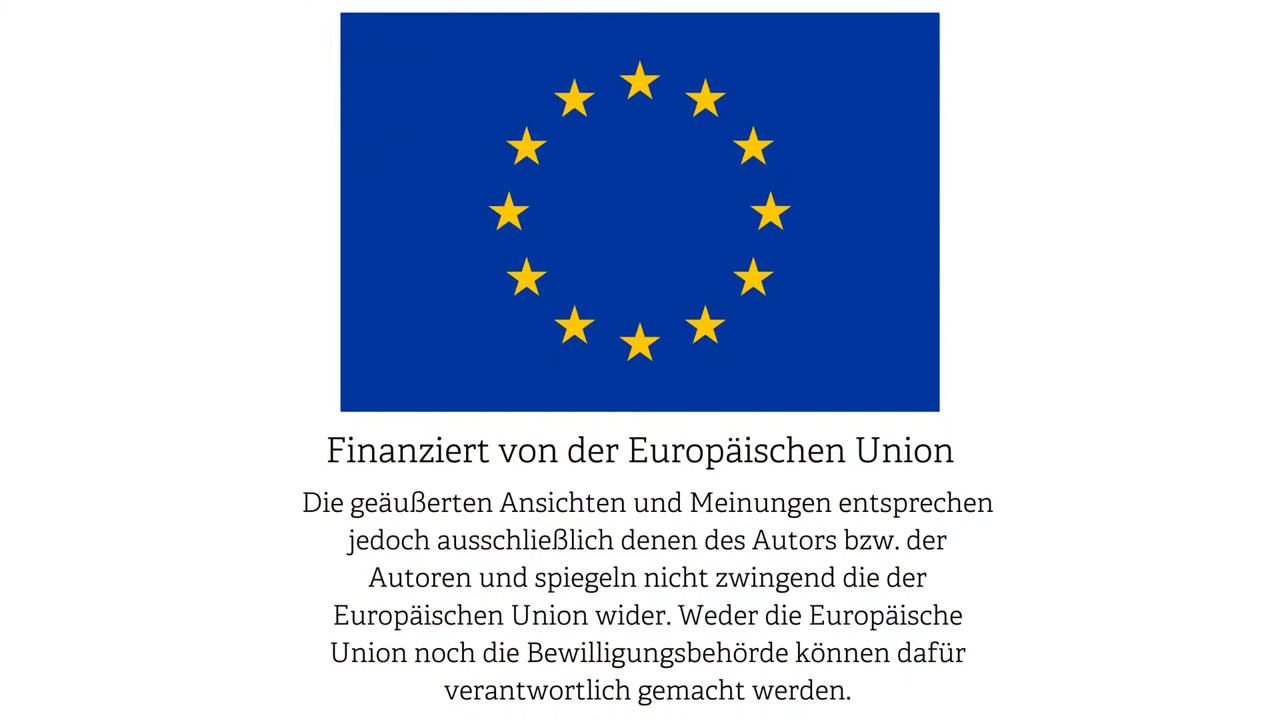 Finanziert von der Europäischen Union
Die geäußerten Ansichten und Meinungen entsprechen
jedoch ausschließlich denen des Autors bzw. der
Autoren und spiegeln nicht zwingend die der
Europäischen Union wider. Weder die Europäische
Union noch die Bewilligungsbehörde können dafür
verantwortlich gemacht werden.